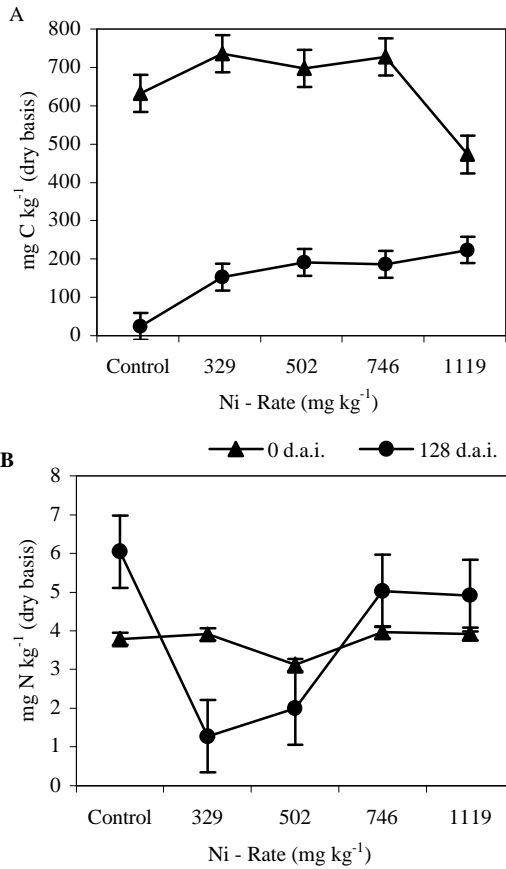 A
mg C kg⁻¹ (dry basis)
800
700
600
500
400
300
200
100
0
Control 329 502 746 1119
Ni - Rate (mg kg⁻¹)
0 d.a.i. 128 d.a.i.
B
mg N kg⁻¹ (dry basis)
8
7
6
5
4
3
2
1
0
Control 329 502 746 1119
Ni - Rate (mg kg⁻¹)